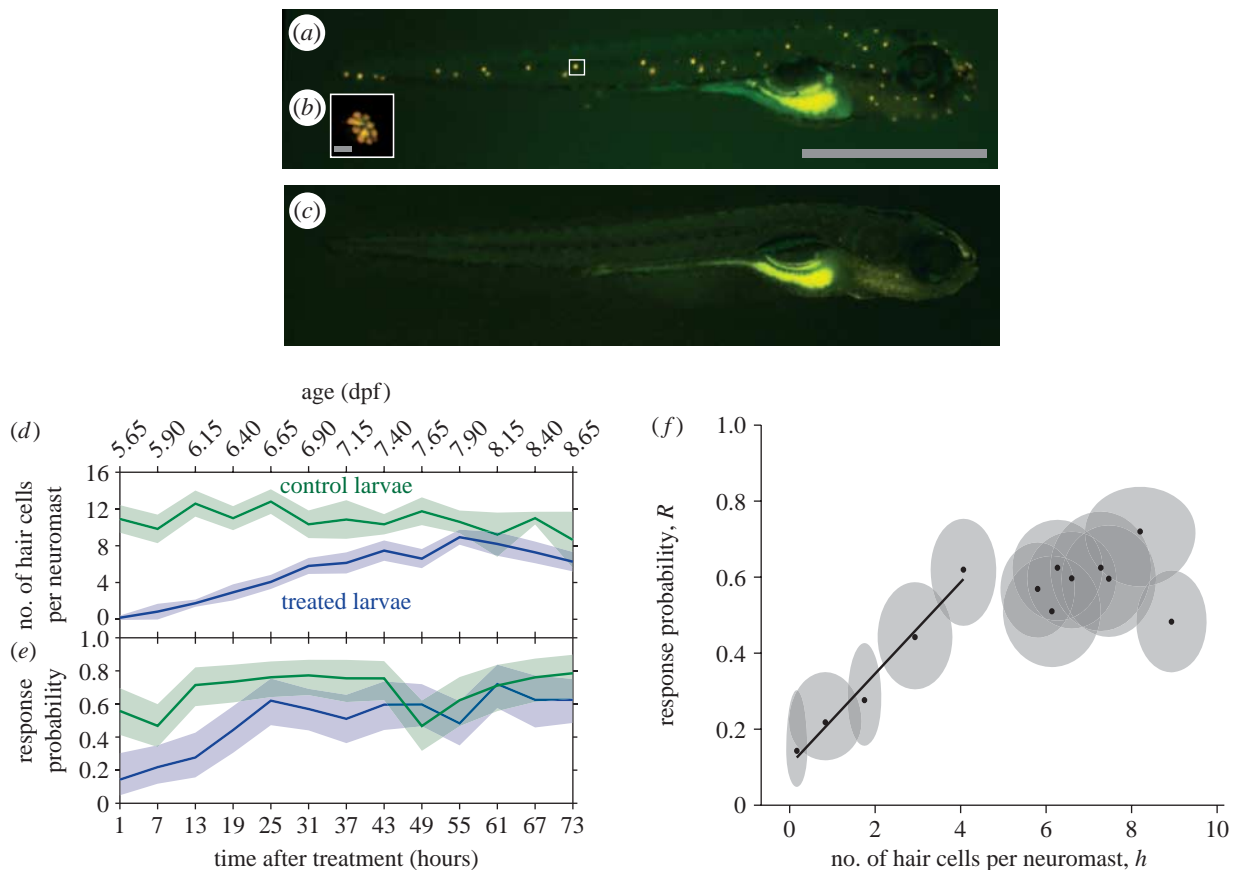 (a)
(b)
(c)
age (dpf)
(d)
5.65 5.90 6.15 6.40 6.65 6.90 7.15 7.40 7.65 7.90 8.15 8.40 8.65
no. of hair cells
per neuromast
16
12
8
4
0
control larvae
treated larvae
(e)
response
probability
1.0
0.8
0.6
0.4
0.2
0
1 7 13 19 25 31 37 43 49 55 61 67 73
time after treatment (hours)
(f)
response probability, R
1.0
0.8
0.6
0.4
0.2
0
0 2 4 6 8 10
no. of hair cells per neuromast, h